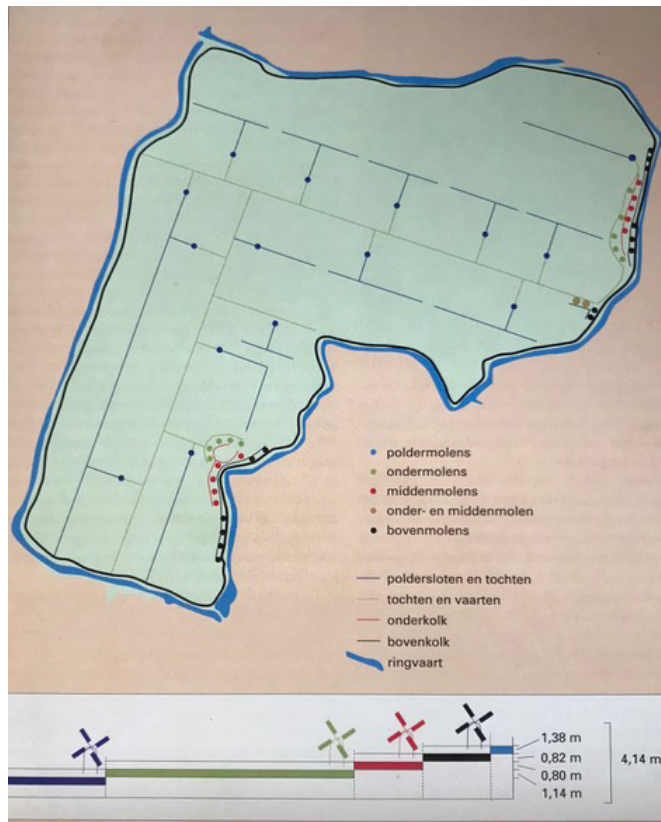 poldermolens
ondermolens
middenmolens
onder- en middenmolen
bovenmolens
poldersloten en tochten
tochten en vaarten
onderkolk
bovenkolk
ringvaart
1,38 m
0,82 m
0,80 m
1,14 m
4,14 m